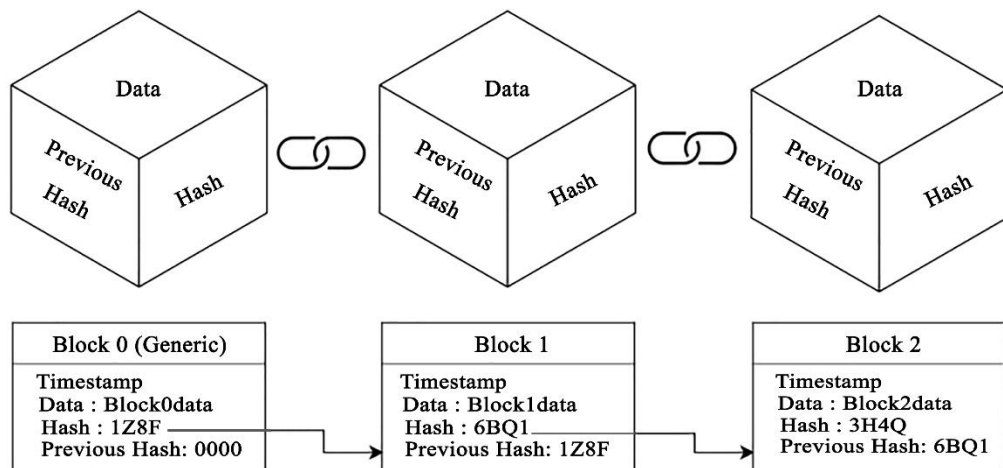 Data
Previous
Hash
Hash
Data
Previous
Hash
Hash
Data
Previous
Hash
Hash
Block 0 (Generic)
Timestamp
Data : Block0data
Hash : 1Z8F
Previous Hash: 0000
Block 1
Timestamp
Data : Block1data
Hash : 6BQ1
Previous Hash: 1Z8F
Block 2
Timestamp
Data : Block2data
Hash : 3H4Q
Previous Hash: 6BQ1